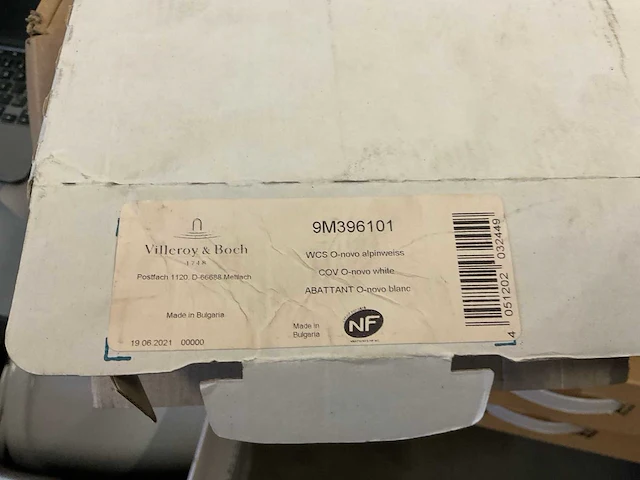 Villeroy & Boch
1748
Postfach 1120, D-66688 Mettlach
Made in Bulgaria
19.06.2021 00000
9M396101
WCS O-novo alpinweiss
COV O-novo white
ABATTANT O-novo blanc
Made in
Bulgaria
NF
4 051202 032449